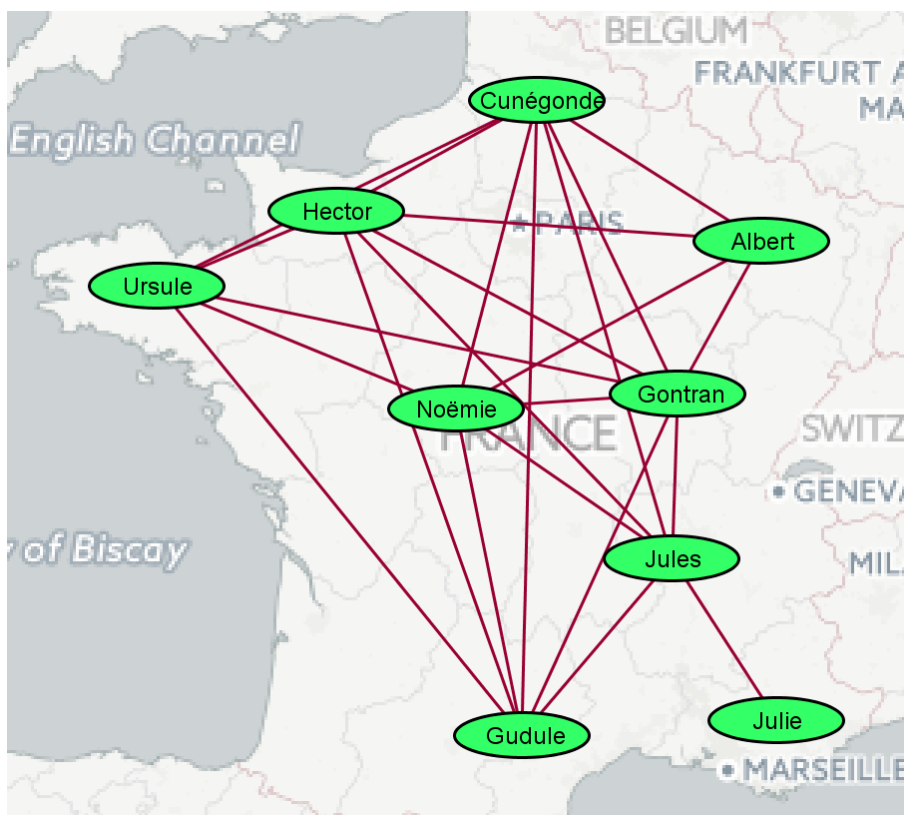 BELGIUM
FRANKFURT A
MA
Cunégonde
English Channel
Hector
PARIS
Albert
Ursule
Gontran
Noëmie
FRANCE
SWITZ
GENEVA
y of Biscay
Jules
MIL
Julie
Gudule
MARSEILLE